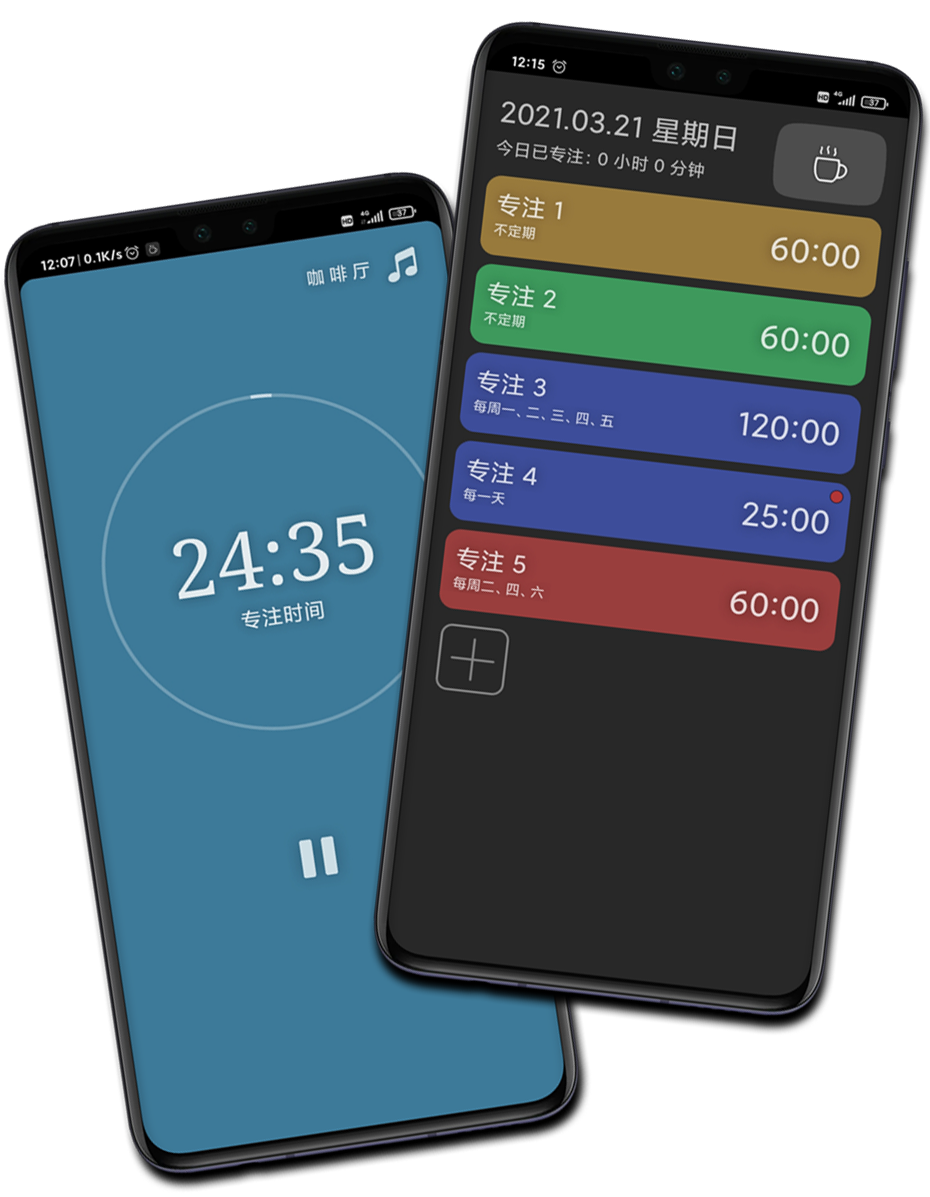 12:07 | 0.1K/s
HD 4G 37
咖啡厅
24:35
专注时间
12:15
HD 4G 37
2021.03.21 星期日
今日已专注：0 小时 0 分钟
专注 1
不定期
60:00
专注 2
不定期
60:00
专注 3
每周一、二、三、四、五
120:00
专注 4
每一天
25:00
专注 5
每周二、四、六
60:00